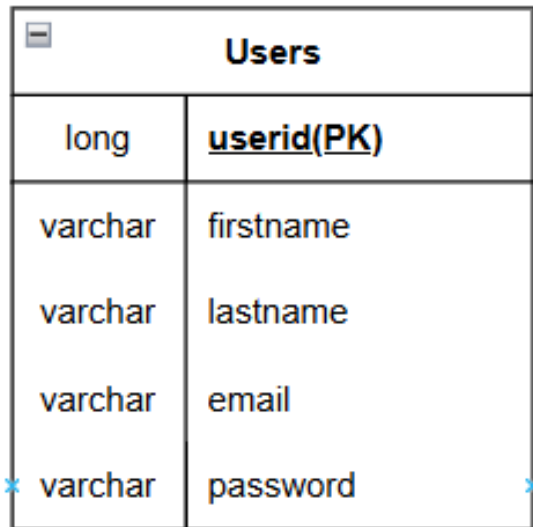 Users
long userid(PK)
varchar firstname
varchar lastname
varchar email
varchar password